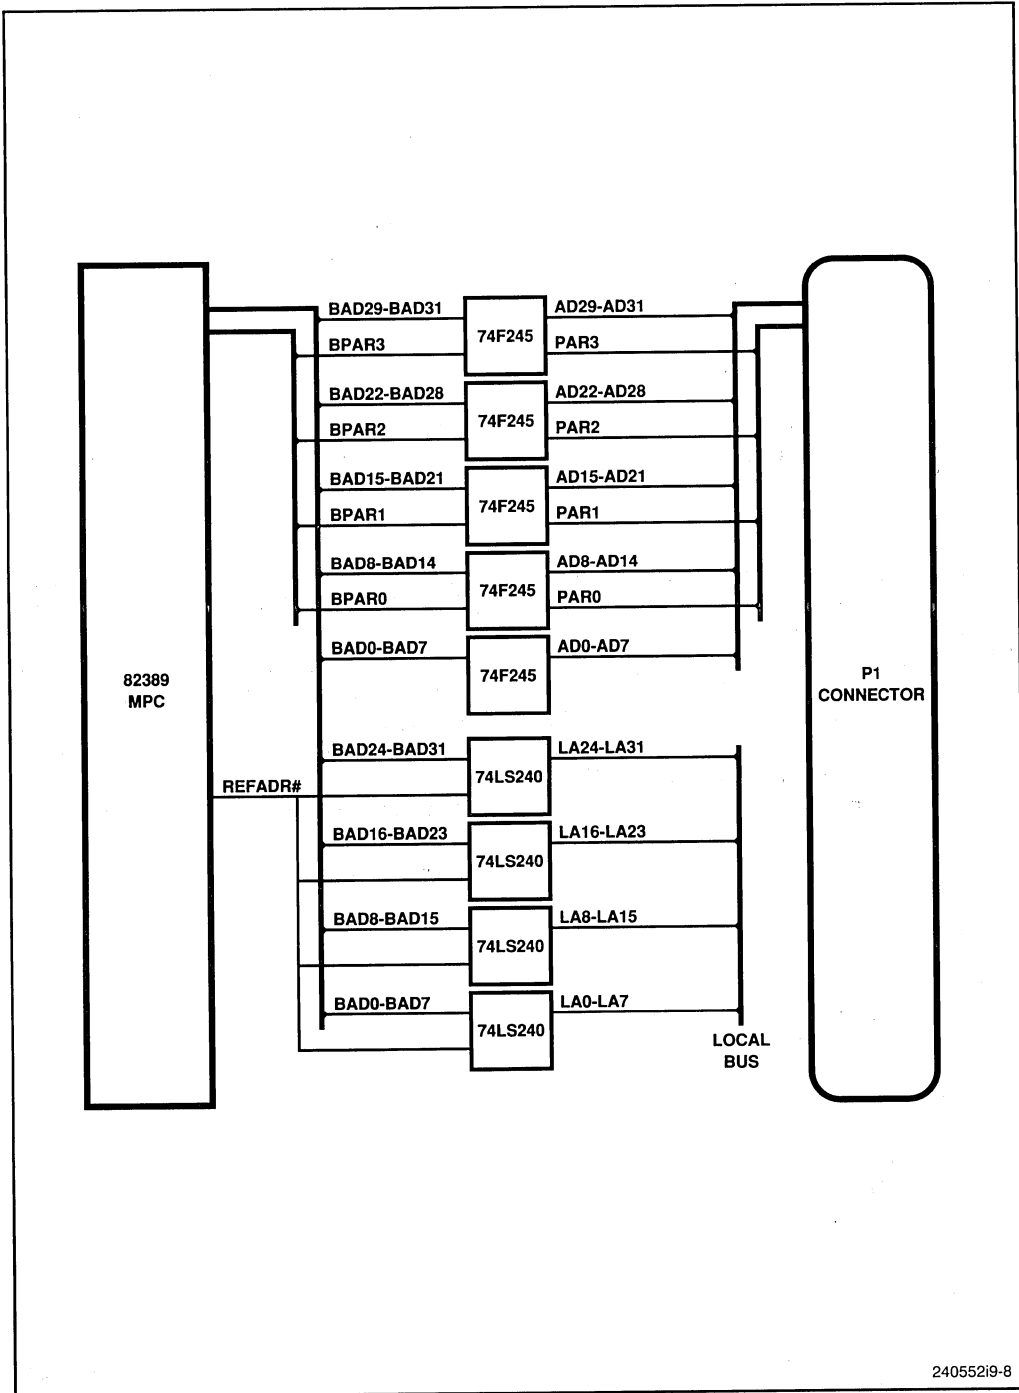 BAD29-BAD31 AD29-AD31
74F245
BPAR3 PAR3
BAD22-BAD28 AD22-AD28
74F245
BPAR2 PAR2
BAD15-BAD21 AD15-AD21
74F245
BPAR1 PAR1
BAD8-BAD14 AD8-AD14
74F245
BPAR0 PAR0
BAD0-BAD7 AD0-AD7
74F245
82389
MPC
P1
CONNECTOR
BAD24-BAD31 LA24-LA31
74LS240
REFADR#
BAD16-BAD23 LA16-LA23
74LS240
BAD8-BAD15 LA8-LA15
74LS240
BAD0-BAD7 LA0-LA7
74LS240
LOCAL
BUS
240552i9-8